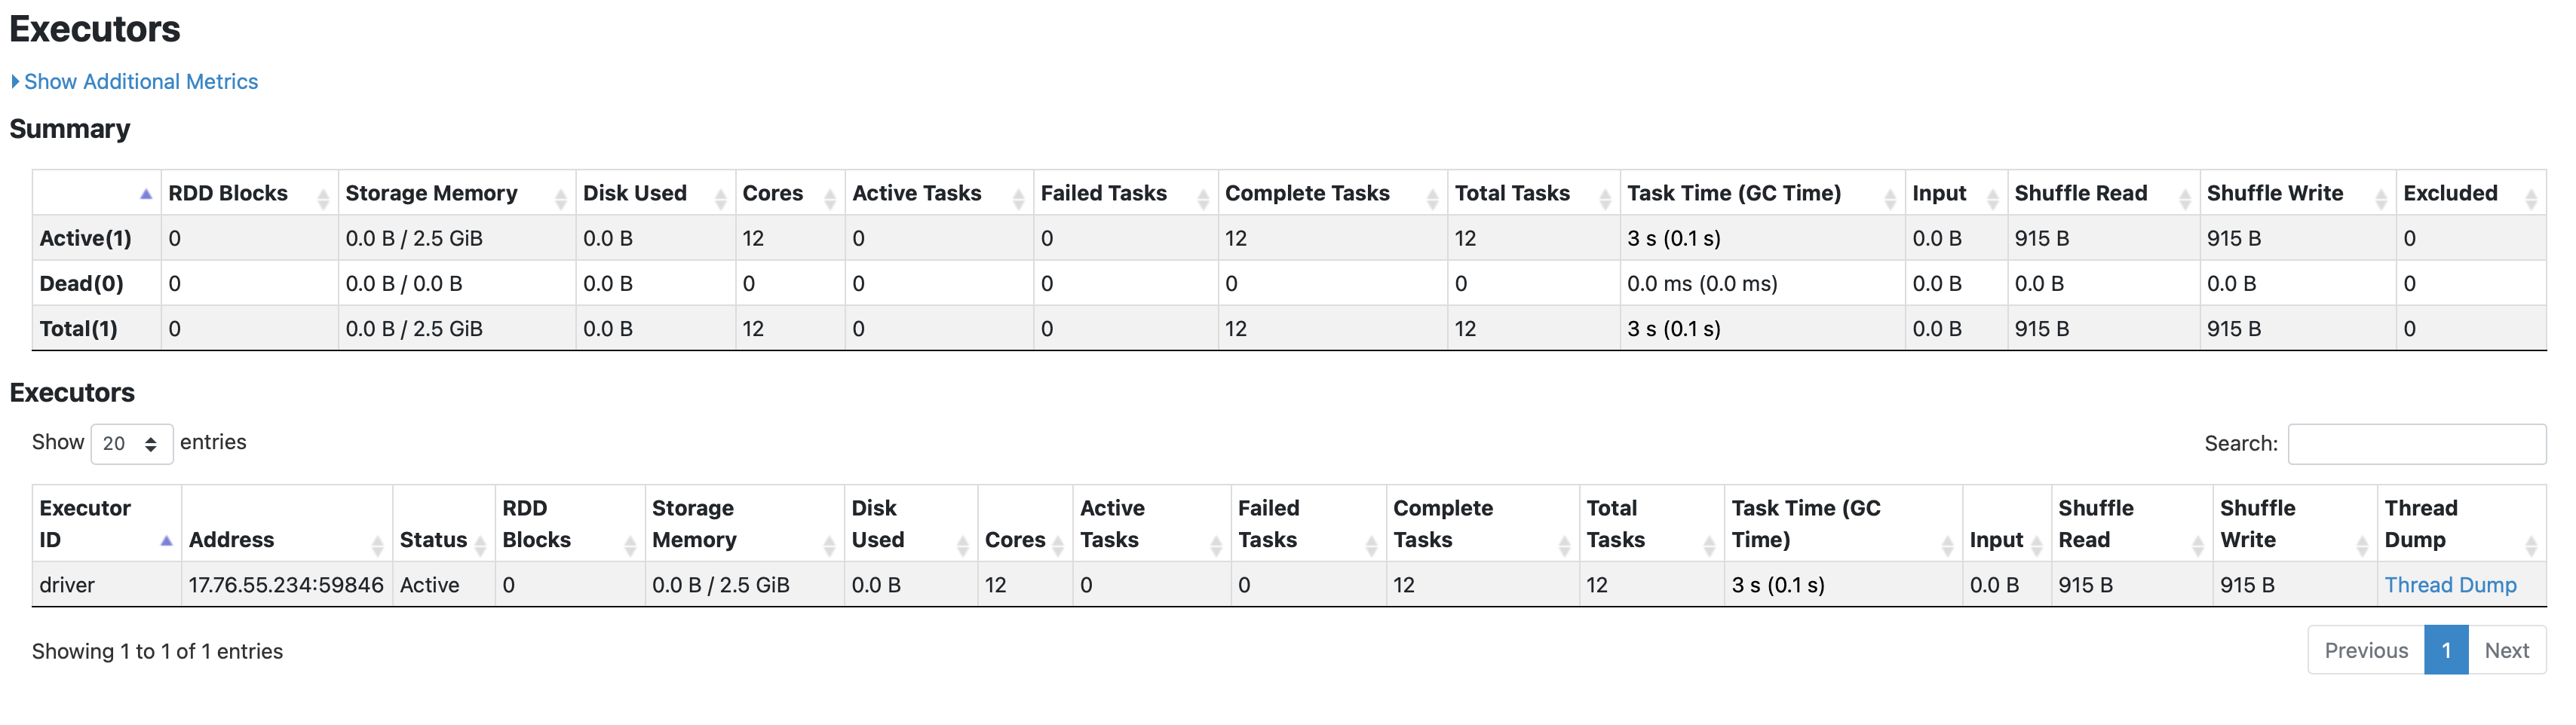 Executors
Show Additional Metrics
Summary
RDD Blocks Storage Memory Disk Used Cores Active Tasks Failed Tasks Complete Tasks Total Tasks Task Time (GC Time) Input Shuffle Read Shuffle Write Excluded
Active(1) 0 0.0 B / 2.5 GiB 0.0 B 12 0 0 12 12 3 s (0.1 s) 0.0 B 915 B 915 B 0
Dead(0) 0 0.0 B / 0.0 B 0.0 B 0 0 0 0 0 0.0 ms (0.0 ms) 0.0 B 0.0 B 0.0 B 0
Total(1) 0 0.0 B / 2.5 GiB 0.0 B 12 0 0 12 12 3 s (0.1 s) 0.0 B 915 B 915 B 0
Executors
Show 20 entries Search:
Executor ID Address Status RDD Blocks Storage Memory Disk Used Cores Active Tasks Failed Tasks Complete Tasks Total Tasks Task Time (GC Time) Input Shuffle Read Shuffle Write Thread Dump
driver 17.76.55.234:59846 Active 0 0.0 B / 2.5 GiB 0.0 B 12 0 0 12 12 3 s (0.1 s) 0.0 B 915 B 915 B Thread Dump
Showing 1 to 1 of 1 entries Previous 1 Next